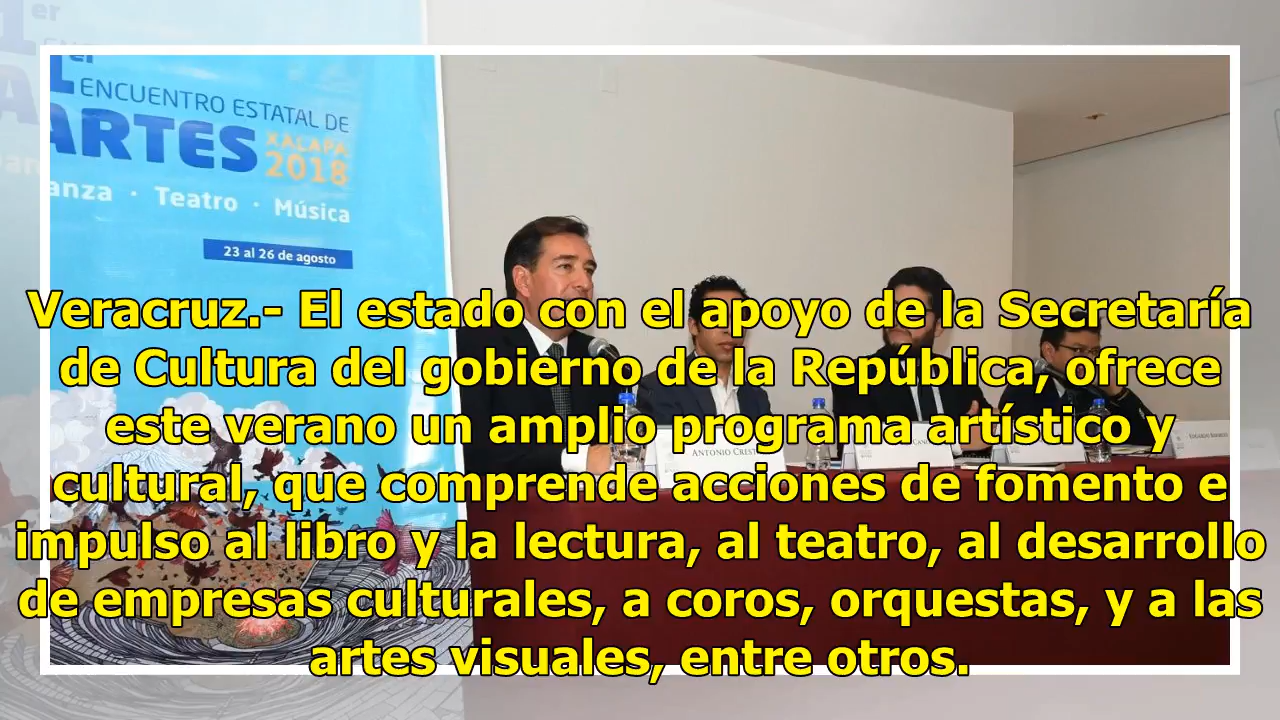 1er
ENCUENTRO ESTATAL DE
ARTES
XALAPA
2018
anza · Teatro · Música
23 al 26 de agosto
Veracruz.- El estado con el apoyo de la Secretaría
de Cultura del gobierno de la República, ofrece
este verano un amplio programa artístico y
cultural, que comprende acciones de fomento e
impulso al libro y la lectura, al teatro, al desarrollo
de empresas culturales, a coros, orquestas, y a las
artes visuales, entre otros.
ANTONIO CREST